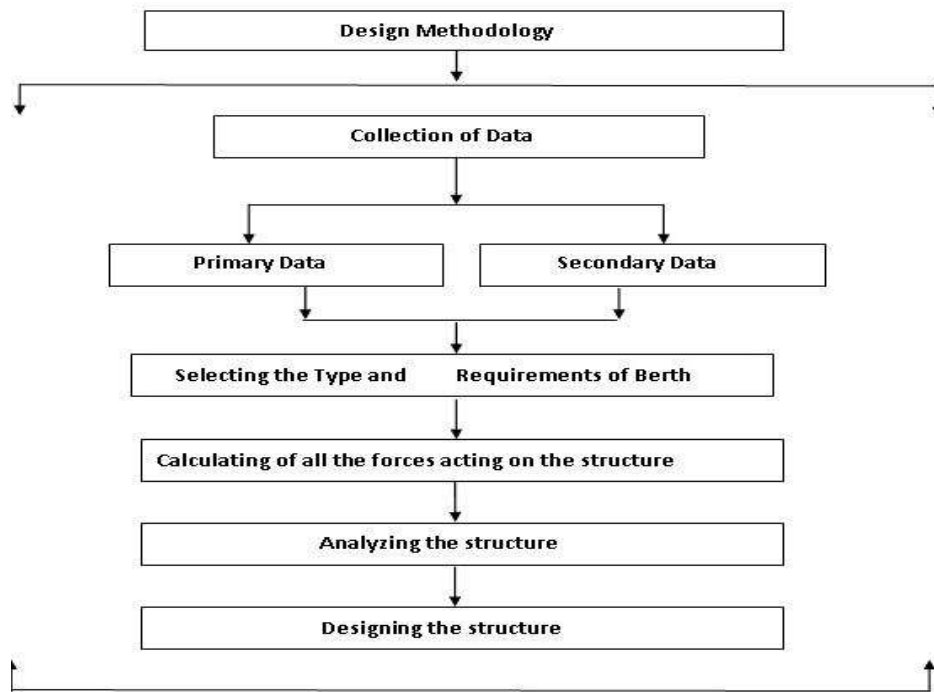 Design Methodology
Collection of Data
Primary Data
Secondary Data
Selecting the Type and Requirements of Berth
Calculating of all the forces acting on the structure
Analyzing the structure
Designing the structure